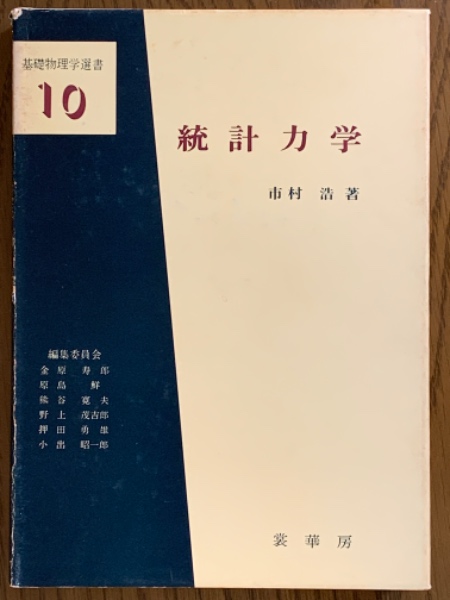 基礎物理学選書
10
統計力学
市村 浩著
編集委員会
金原 寿郎
原島 鮮
熊谷 寛夫
野上 茂吉郎
押田 勇雄
小出 昭一郎
裳華房